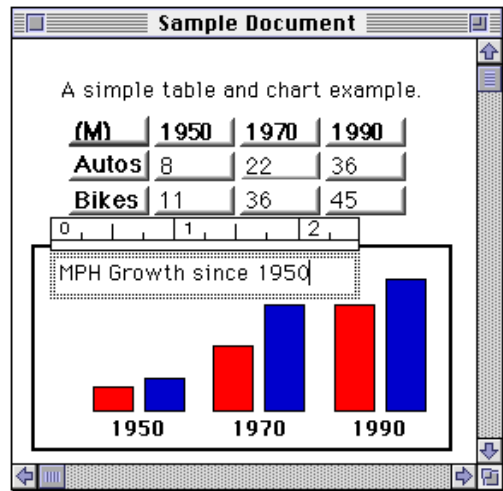 Sample Document
A simple table and chart example.
(M) 1950 1970 1990
Autos 8 22 36
Bikes 11 36 45
0 1 2
MPH Growth since 1950
1950 1970 1990